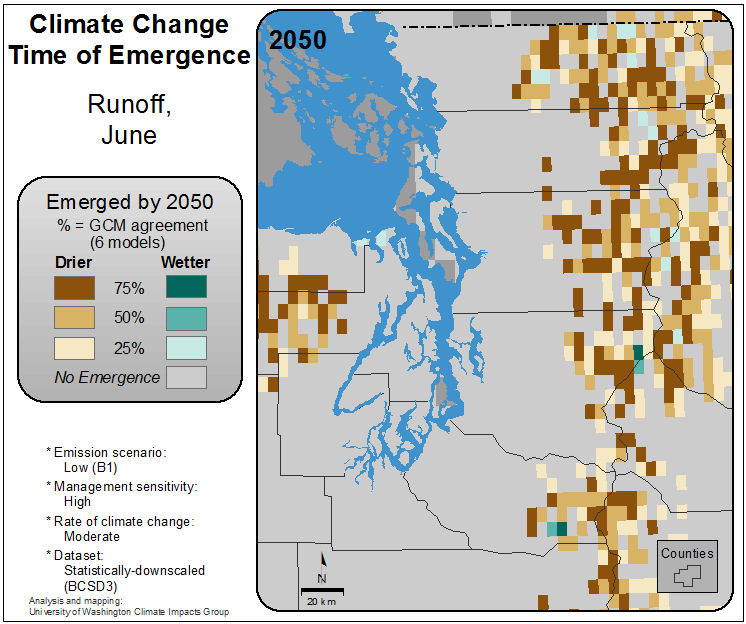 Climate Change
Time of Emergence
Runoff,
June
Emerged by 2050
% = GCM agreement
(6 models)
Drier Wetter
75%
50%
25%
No Emergence
* Emission scenario:
Low (B1)
* Management sensitivity:
High
* Rate of climate change:
Moderate
* Dataset:
Statistically-downscaled
(BCSD3)
Analysis and mapping:
University of Washington Climate Impacts Group
2050
N
20 km
Counties